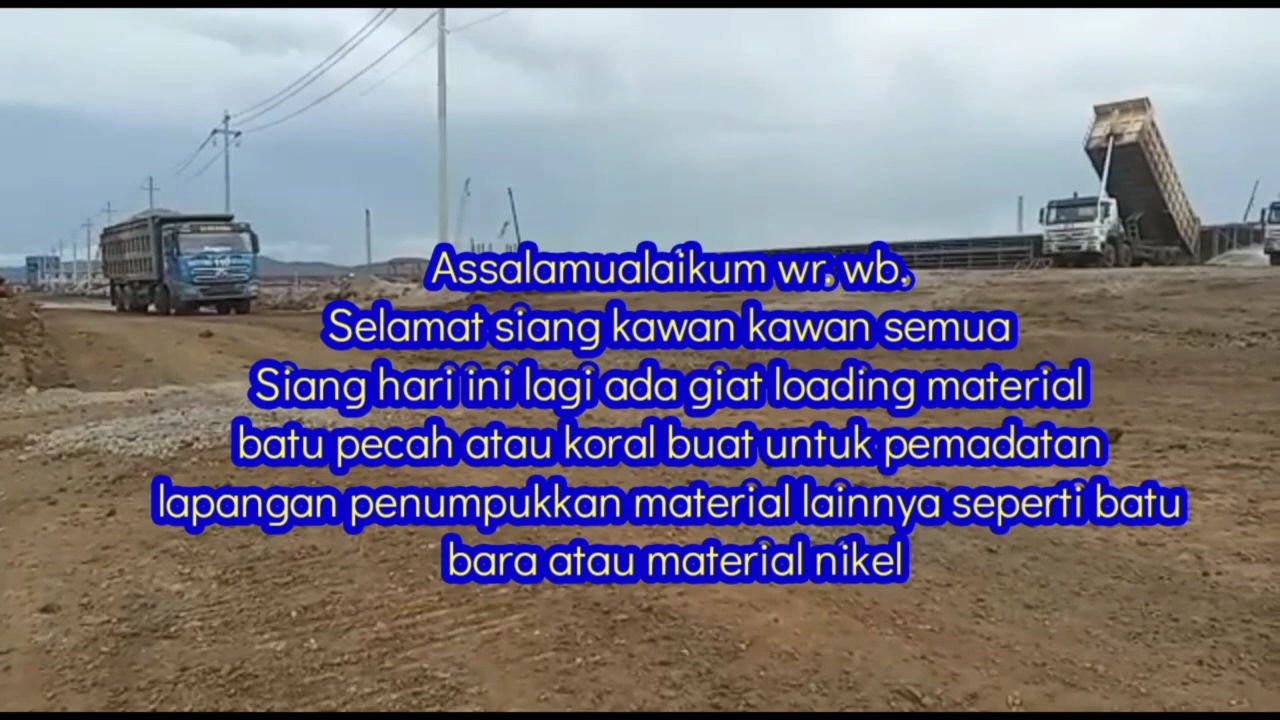 Assalamualaikum wr. wb.
Selamat siang kawan kawan semua
Siang hari ini lagi ada giat loading material
batu pecah atau koral buat untuk pemadatan
lapangan penumpukkan material lainnya seperti batu
bara atau material nikel